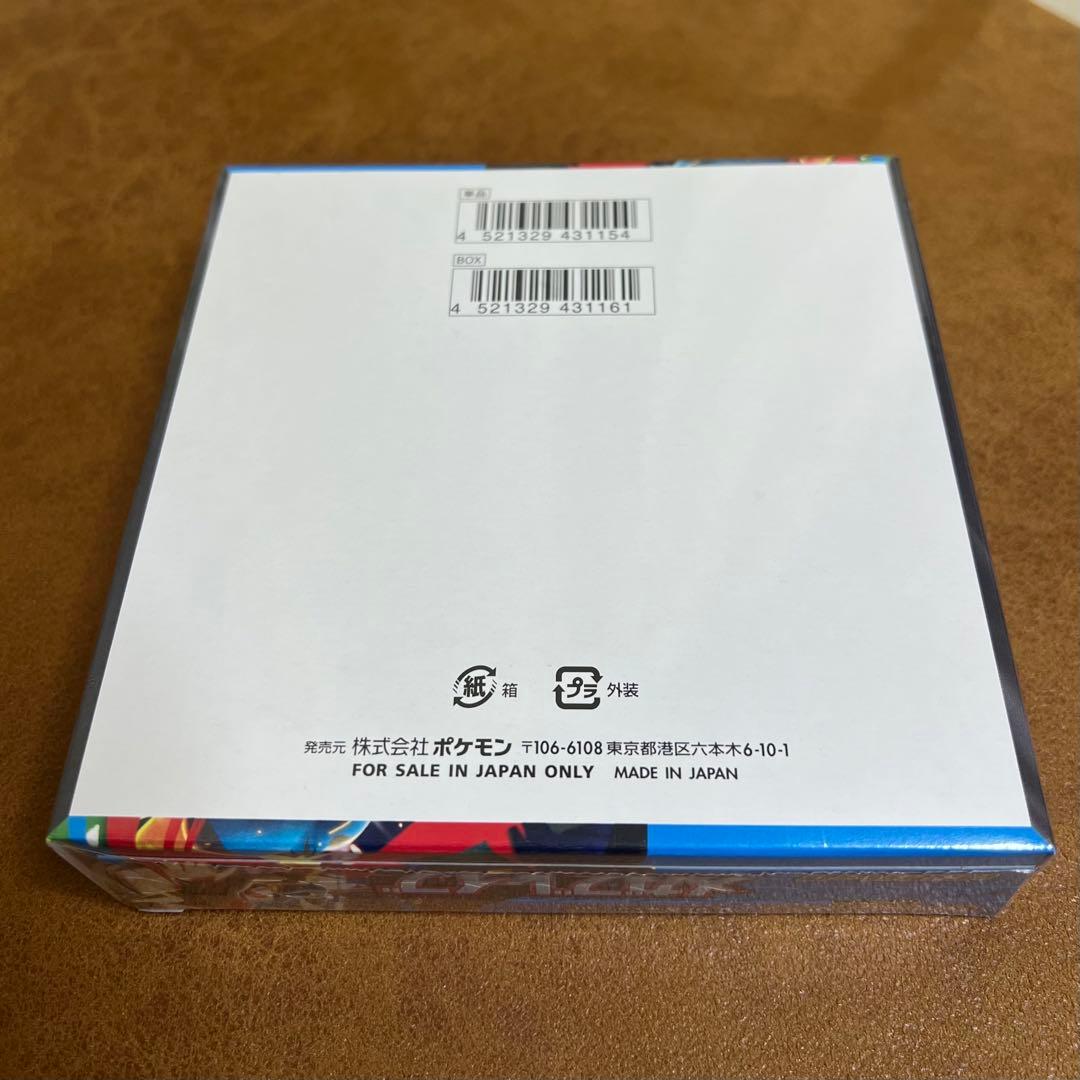 単品
4 521329 431154
BOX
4 521329 431161
紙 箱 プラ 外装
発売元 株式会社 ポケモン 〒106-6108 東京都港区六本木6-10-1
FOR SALE IN JAPAN ONLY MADE IN JAPAN